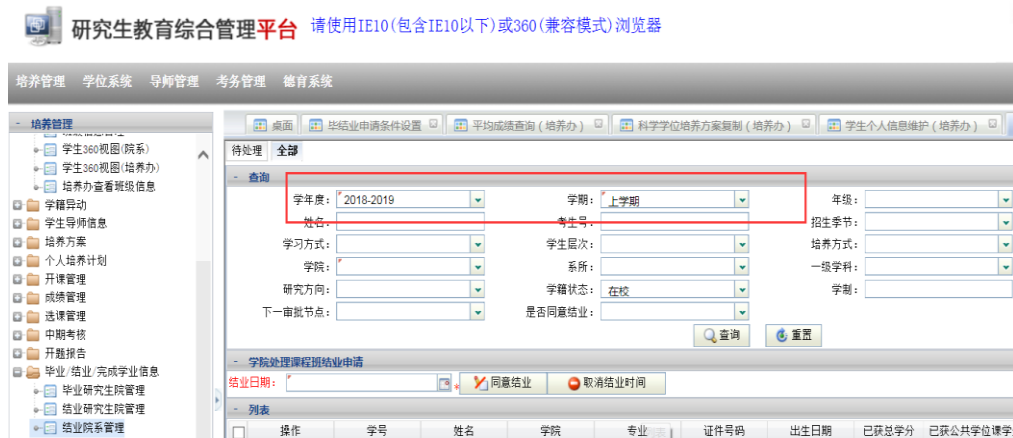 研究生教育综合管理平台 请使用IE10(包含IE10以下)或360(兼容模式)浏览器
培养管理 学位系统 导师管理 考务管理 德育系统
- 培养管理
学生360视图(院系)
学生360视图(培养办)
培养办查看班级信息
学籍异动
学生导师信息
培养方案
个人培养计划
开课管理
成绩管理
选课管理
中期考核
开题报告
毕业/结业/完成学业信息
毕业研究生院管理
结业研究生院管理
结业院系管理
桌面 毕结业申请条件设置 平均成绩查询(培养办) 科学学位培养方案复制(培养办) 学生个人信息维护(培养办)
待处理 全部
- 查询
学年度: 2018-2019 学期: 上学期 年级:
姓名: 考生号: 招生季节:
学习方式: 学生层次: 培养方式:
学院: 系所: 一级学科:
研究方向: 学籍状态: 在校 学制:
下一审批节点: 是否同意结业:
查询 重置
- 学院处理课程班结业申请
结业日期: * 同意结业 取消结业时间
- 列表
操作 学号 姓名 学院 专业 证件号码 出生日期 已获总学分 已获公共学位课学